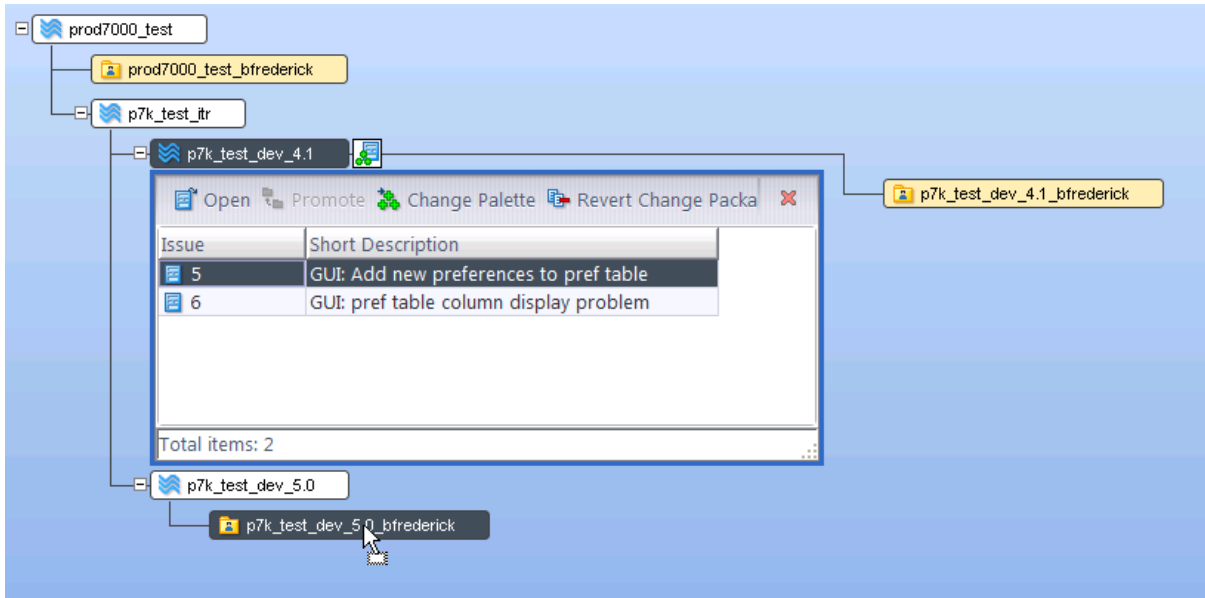 prod7000_test
prod7000_test_bfrederick
p7k_test_itr
p7k_test_dev_4.1
p7k_test_dev_4.1_bfrederick
Open Promote Change Palette Revert Change Packa
Issue Short Description
5 GUI: Add new preferences to pref table
6 GUI: pref table column display problem
Total items: 2
p7k_test_dev_5.0
p7k_test_dev_5.0_bfrederick